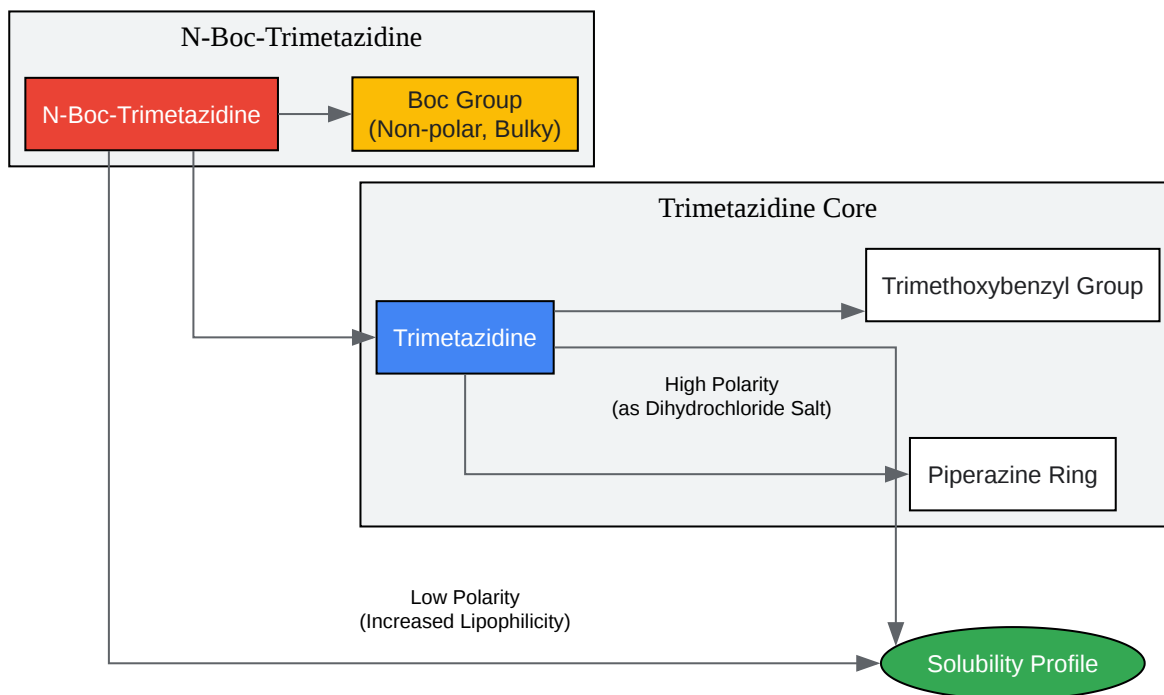 N-Boc-Trimetazidine
N-Boc-Trimetazidine
Boc Group
(Non-polar, Bulky)
Trimetazidine Core
Trimethoxybenzyl Group
Trimetazidine
High Polarity
(as Dihydrochloride Salt)
Piperazine Ring
Low Polarity
(Increased Lipophilicity)
Solubility Profile